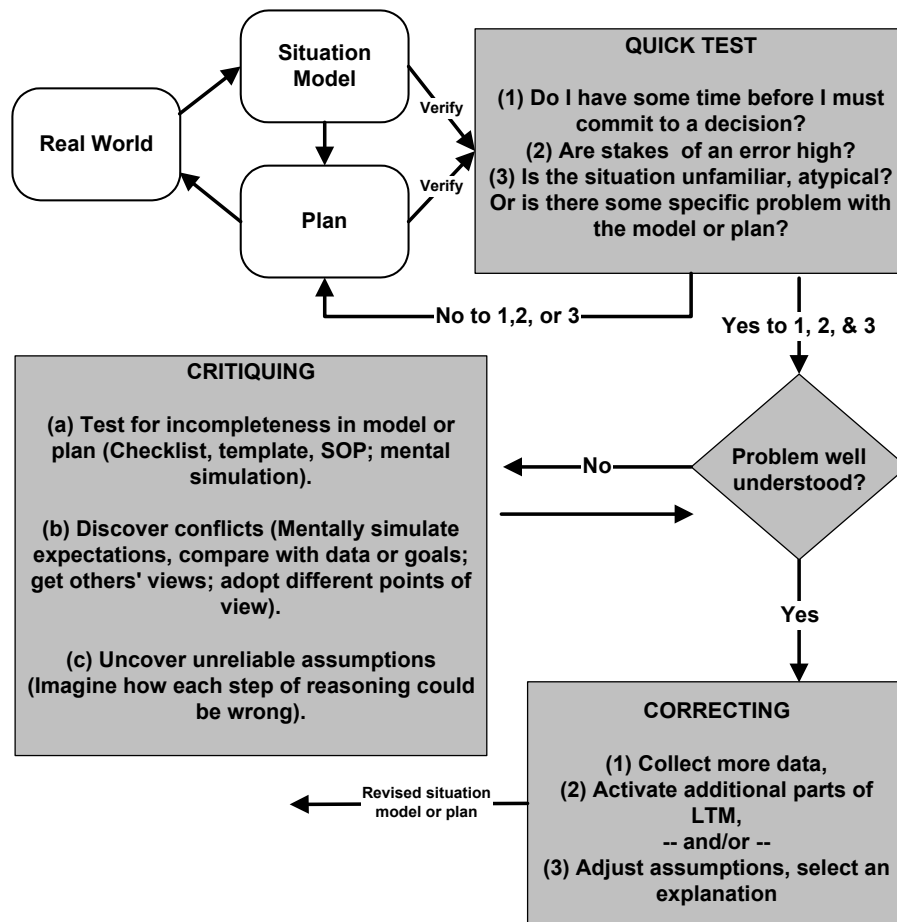 Situation
Model
Real World
Plan
Verify
Verify
QUICK TEST
(1) Do I have some time before I must
commit to a decision?
(2) Are stakes of an error high?
(3) Is the situation unfamiliar, atypical?
Or is there some specific problem with
the model or plan?
No to 1,2, or 3
Yes to 1, 2, & 3
CRITIQUING
(a) Test for incompleteness in model or
plan (Checklist, template, SOP; mental
simulation).
(b) Discover conflicts (Mentally simulate
expectations, compare with data or goals;
get others' views; adopt different points of
view).
(c) Uncover unreliable assumptions
(Imagine how each step of reasoning could
be wrong).
No
Problem well
understood?
Yes
CORRECTING
(1) Collect more data,
(2) Activate additional parts of
LTM,
-- and/or --
(3) Adjust assumptions, select an
explanation
Revised situation
model or plan